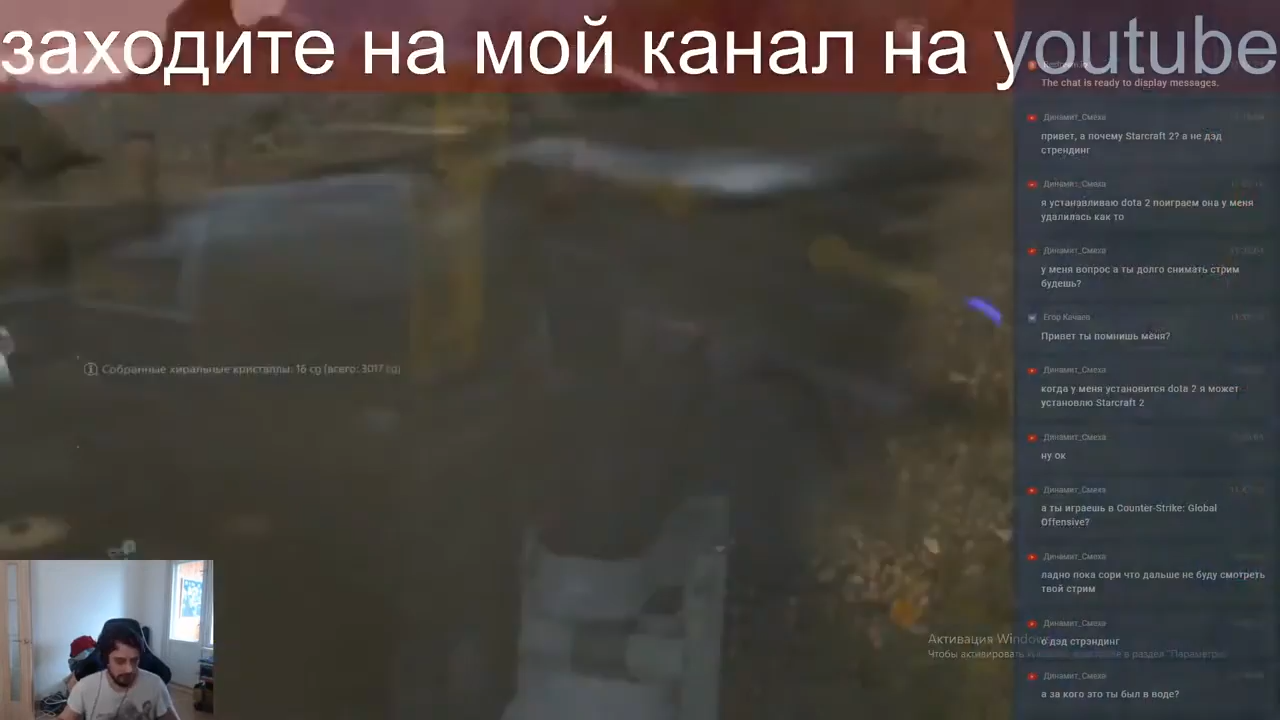 заходите на мой канал на youtube
The chat is ready to display messages.
Динамит_Смеха
привет, а почему Starcraft 2? а не дэд
стрендинг
Динамит_Смеха
я устанавливаю dota 2 поиграем она у меня
удалилась как то
Динамит_Смеха
у меня вопрос а ты долго снимать стрим
будешь?
Егор Качаев
Привет ты помнишь меня?
Собранные хиральные кристаллы: 16 cg (всего: 3017 cg)
Динамит_Смеха
когда у меня установится dota 2 я может
установлю Starcraft 2
Динамит_Смеха
ну ок
Динамит_Смеха
а ты играешь в Counter-Strike: Global
Offensive?
Динамит_Смеха
ладно пока сори что дальше не буду смотреть
твой стрим
Динамит_Смеха
о дэд стрэндинг
Активация Windows
Чтобы активировать в раздел "Параметры
Динамит_Смеха
а за кого это ты был в воде?